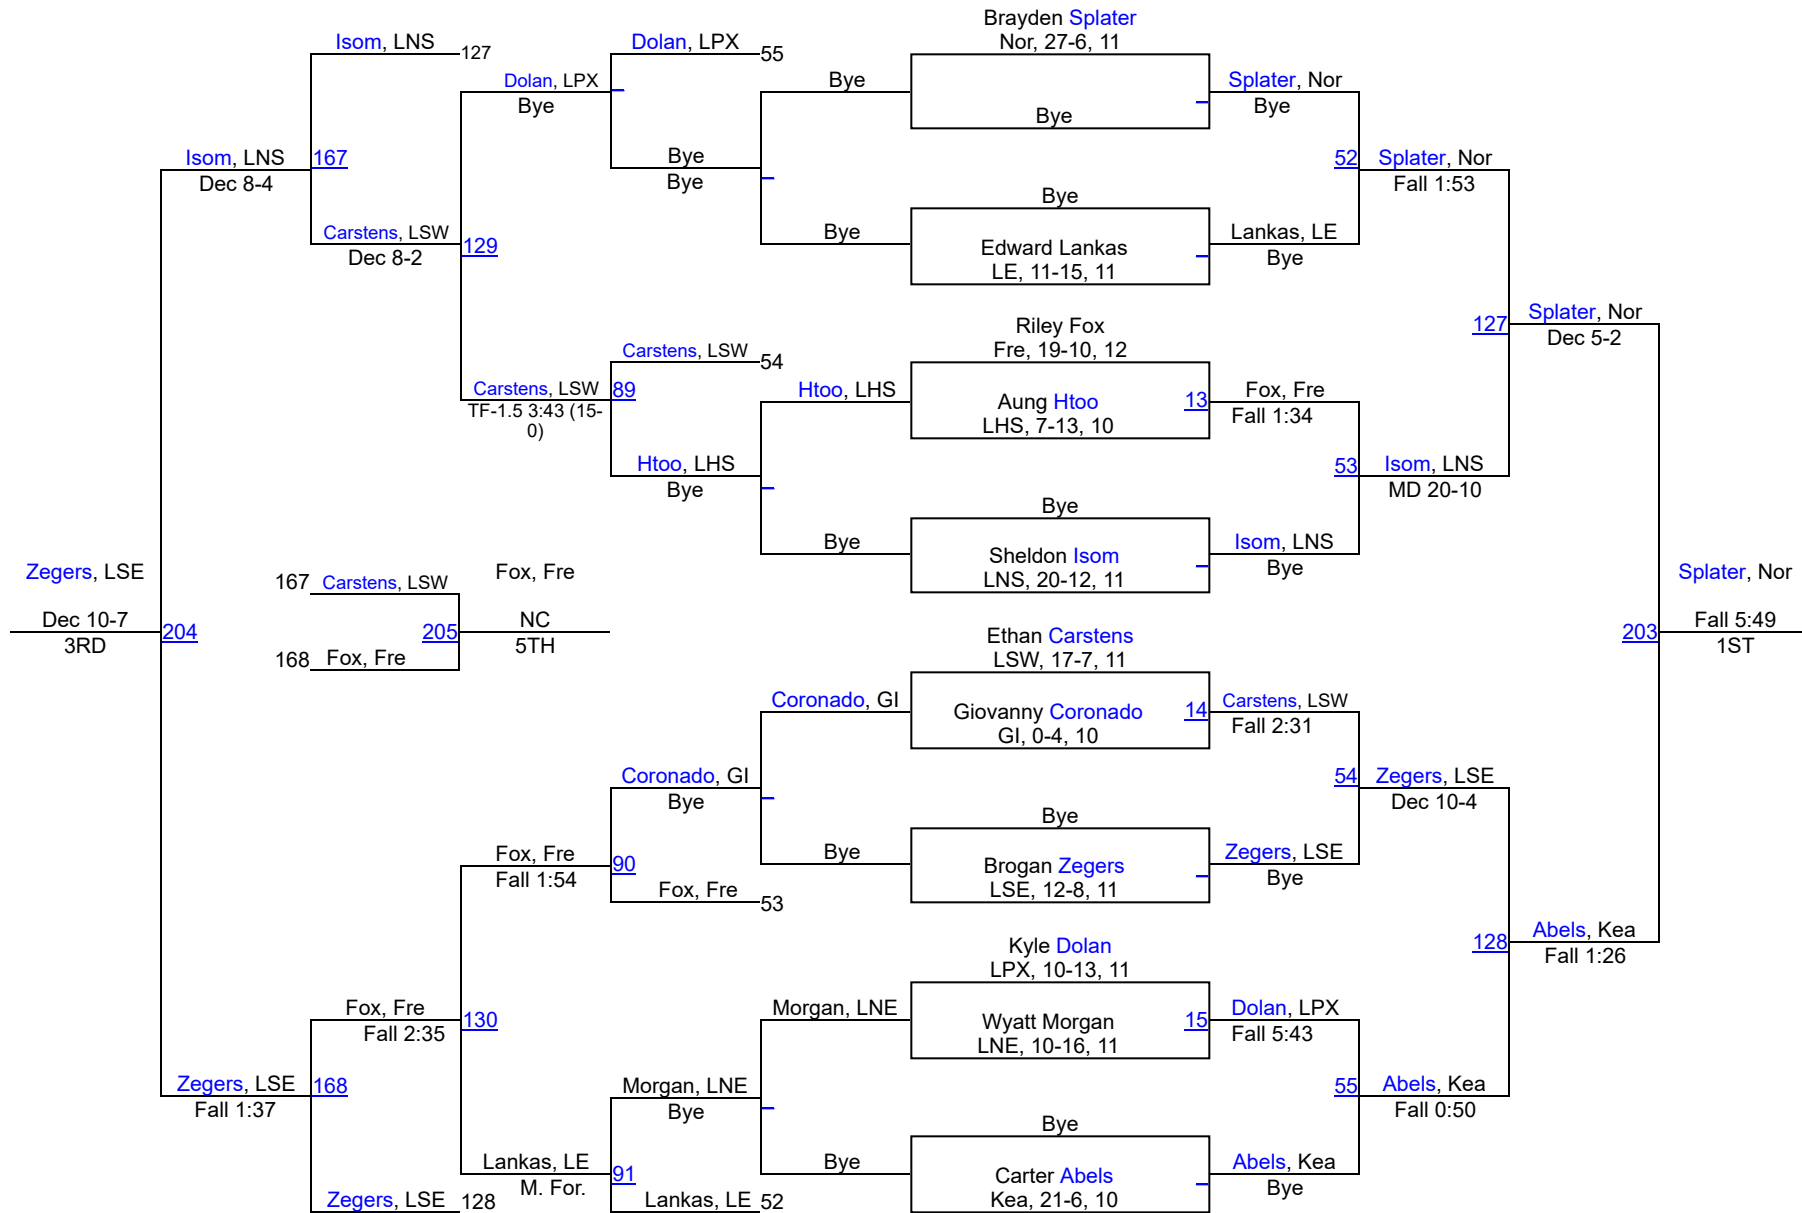 Brayden Splater
Nor, 27-6, 11
Isom, LNS
127
Dolan, LPX
55
Dolan, LPX
Bye
Bye
Bye
Splater, Nor
Bye
Isom, LNS
Dec 8-4
167
Bye
Bye
52
Splater, Nor
Fall 1:53
Bye
Carstens, LSW
Dec 8-2
129
Bye
Edward Lankas
LE, 11-15, 11
Lankas, LE
Bye
Riley Fox
Fre, 19-10, 12
127
Splater, Nor
Dec 5-2
Carstens, LSW
54
Carstens, LSW
TF-1.5 3:43 (15-
0)
89
Htoo, LHS
Aung Htoo
LHS, 7-13, 10
13
Fox, Fre
Fall 1:34
Htoo, LHS
Bye
53
Isom, LNS
MD 20-10
Bye
Bye
Sheldon Isom
LNS, 20-12, 11
Isom, LNS
Bye
Zegers, LSE
Dec 10-7
3RD
204
167
Carstens, LSW
168
Fox, Fre
205
Fox, Fre
NC
5TH
Splater, Nor
203
Fall 5:49
1ST
Ethan Carstens
LSW, 17-7, 11
Coronado, GI
Giovanny Coronado
GI, 0-4, 10
14
Carstens, LSW
Fall 2:31
Coronado, GI
Bye
54
Zegers, LSE
Dec 10-4
Bye
Fox, Fre
Fall 1:54
90
Bye
Brogan Zegers
LSE, 12-8, 11
Zegers, LSE
Bye
Fox, Fre
53
Kyle Dolan
LPX, 10-13, 11
128
Abels, Kea
Fall 1:26
Fox, Fre
Fall 2:35
130
Morgan, LNE
Wyatt Morgan
LNE, 10-16, 11
15
Dolan, LPX
Fall 5:43
Zegers, LSE
Fall 1:37
168
Morgan, LNE
Bye
55
Abels, Kea
Fall 0:50
Bye
Lankas, LE
M. For.
91
Bye
Carter Abels
Kea, 21-6, 10
Abels, Kea
Bye
Zegers, LSE
128
Lankas, LE
52